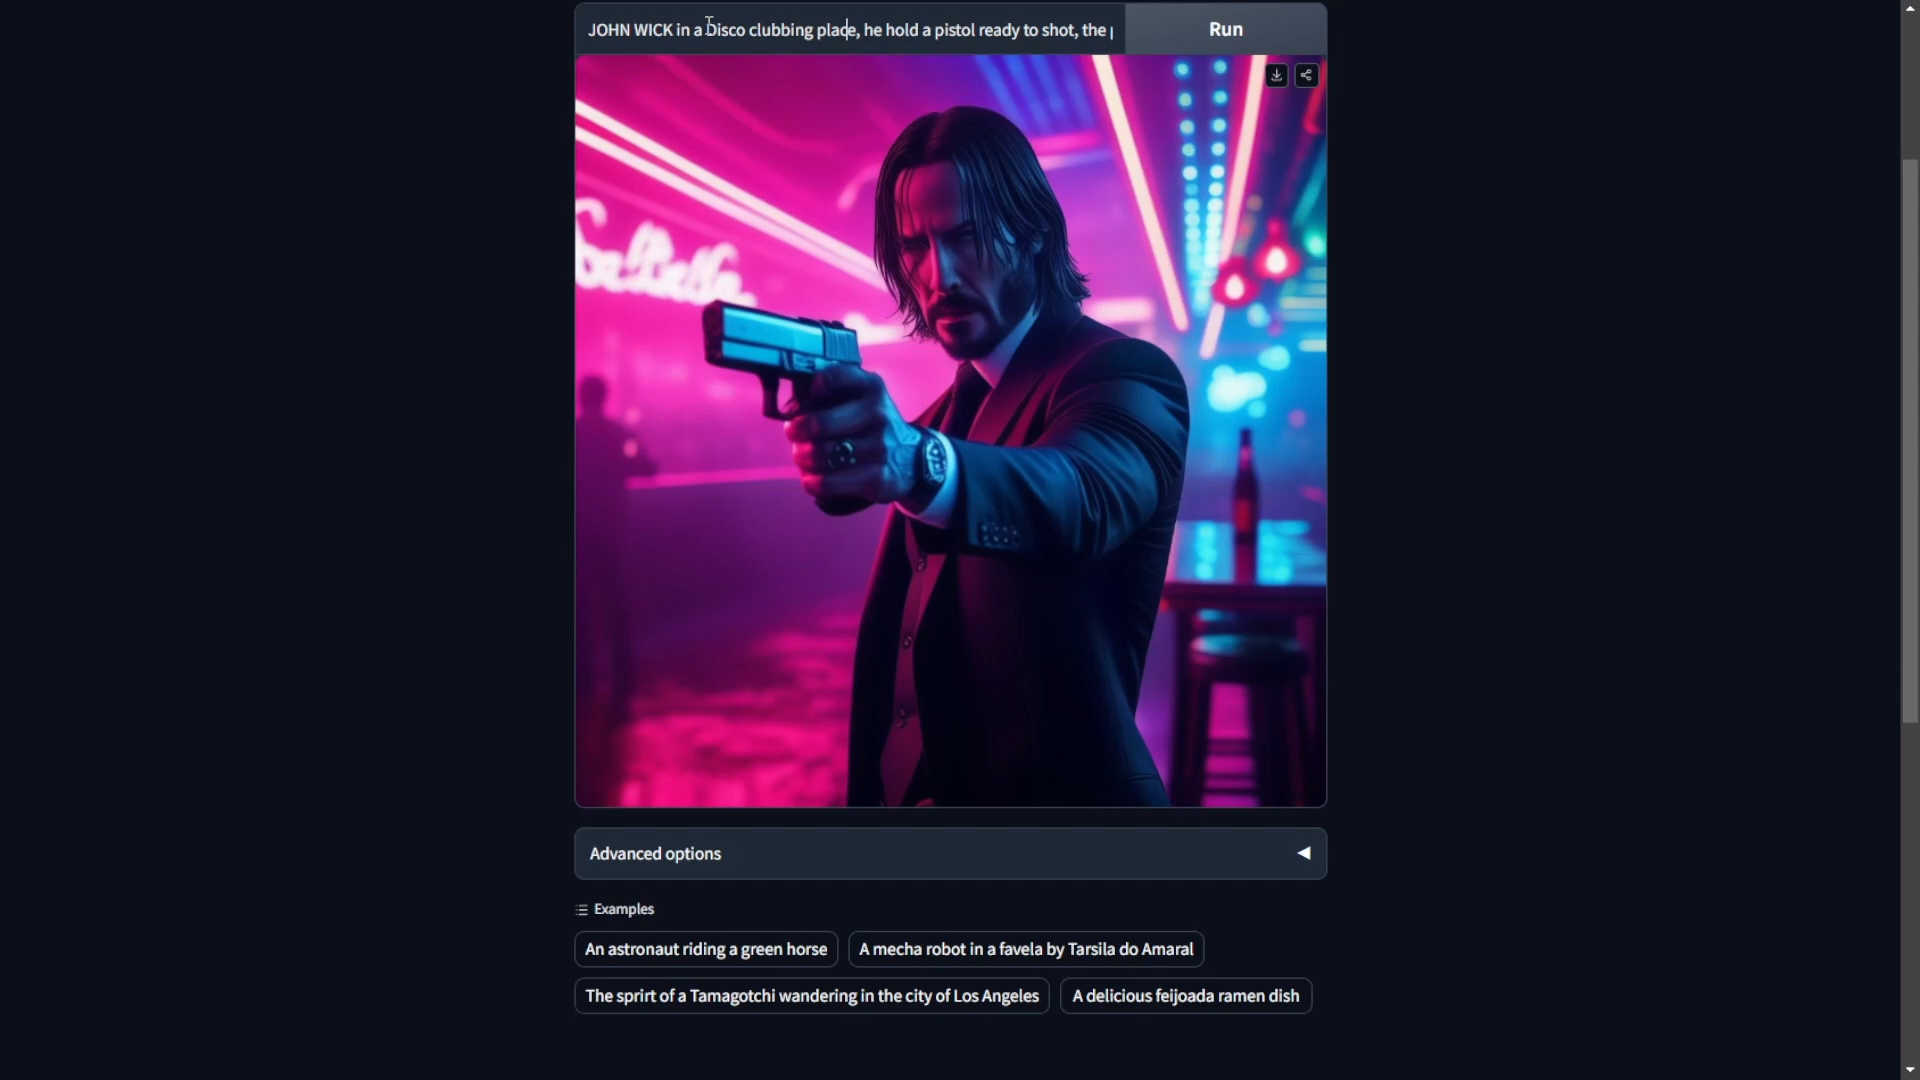 JOHN WICK in a Disco clubbing place, he hold a pistol ready to shot, the
Run
Advanced options
Examples
An astronaut riding a green horse
A mecha robot in a favela by Tarsila do Amaral
The sprirt of a Tamagotchi wandering in the city of Los Angeles
A delicious feijoada ramen dish